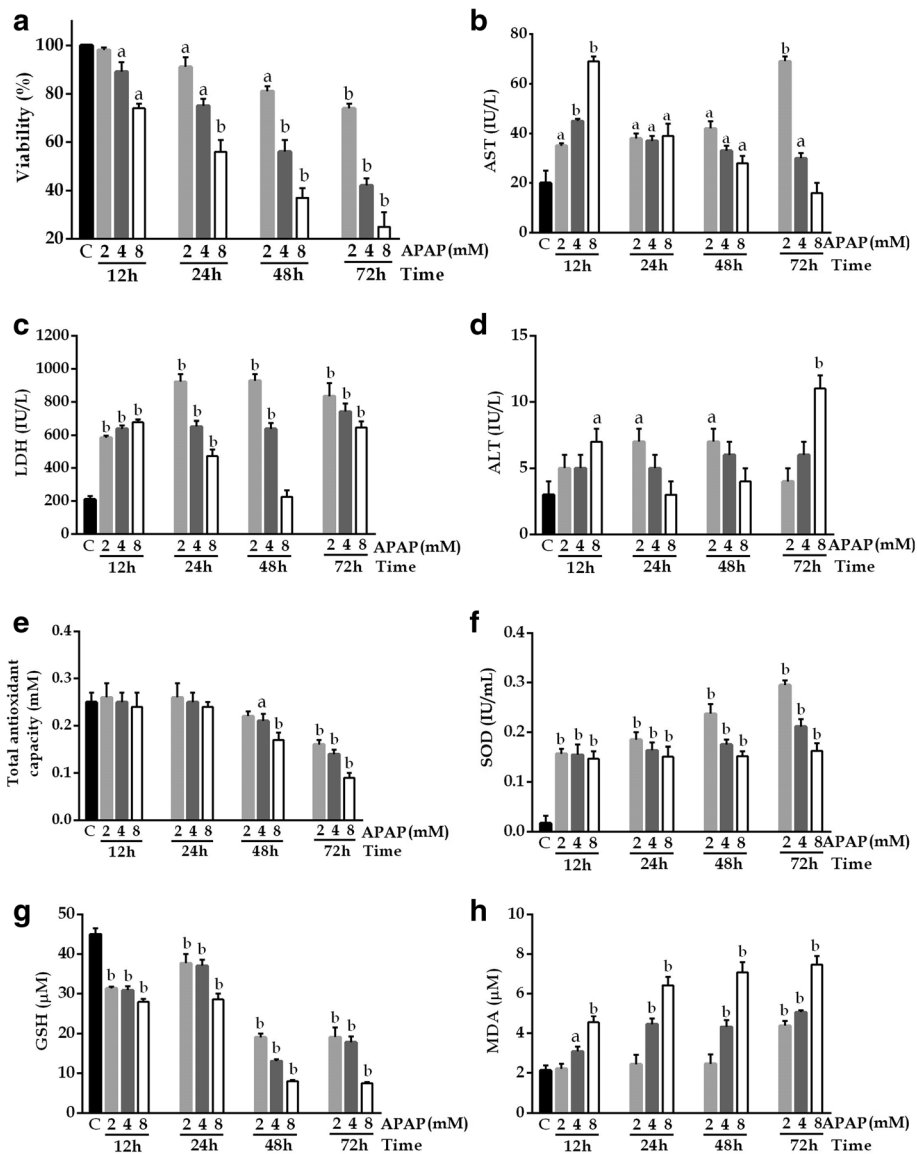 a
Viability (%)
100
80
60
40
20
a
a
a
a
b
a
b
b
b
b
b
C 2 4 8 2 4 8 2 4 8 2 4 8 APAP(mM)
12h 24h 48h 72h Time
b
AST (IU/L)
80
60
40
20
0
a
b
b
a
a
a
a
a
a
b
a
C 2 4 8 2 4 8 2 4 8 2 4 8 APAP(mM)
12h 24h 48h 72h Time
c
LDH (IU/L)
1200
1000
800
600
400
200
0
b
b
b
b
b
b
b
b
b
b
b
C 2 4 8 2 4 8 2 4 8 2 4 8 APAP(mM)
12h 24h 48h 72h Time
d
ALT (IU/L)
15
10
5
0
a
a
a
b
C 2 4 8 2 4 8 2 4 8 2 4 8 APAP(mM)
12h 24h 48h 72h Time
e
Total antioxidant
capacity (mM)
0.4
0.3
0.2
0.1
0.0
a
b
b
b
b
C 2 4 8 2 4 8 2 4 8 2 4 8 APAP(mM)
12h 24h 48h 72h Time
f
SOD (IU/mL)
0.4
0.3
0.2
0.1
0.0
b
b
b
b
b
b
b
b
b
b
b
b
C 2 4 8 2 4 8 2 4 8 2 4 8 APAP(mM)
12h 24h 48h 72h Time
g
GSH (µM)
50
40
30
20
10
0
b
b
b
b
b
b
b
b
b
b
b
b
C 2 4 8 2 4 8 2 4 8 2 4 8 APAP(mM)
12h 24h 48h 72h Time
h
MDA (µM)
10
8
6
4
2
0
a
b
b
b
b
b
b
b
b
C 2 4 8 2 4 8 2 4 8 2 4 8 APAP(mM)
12h 24h 48h 72h Time